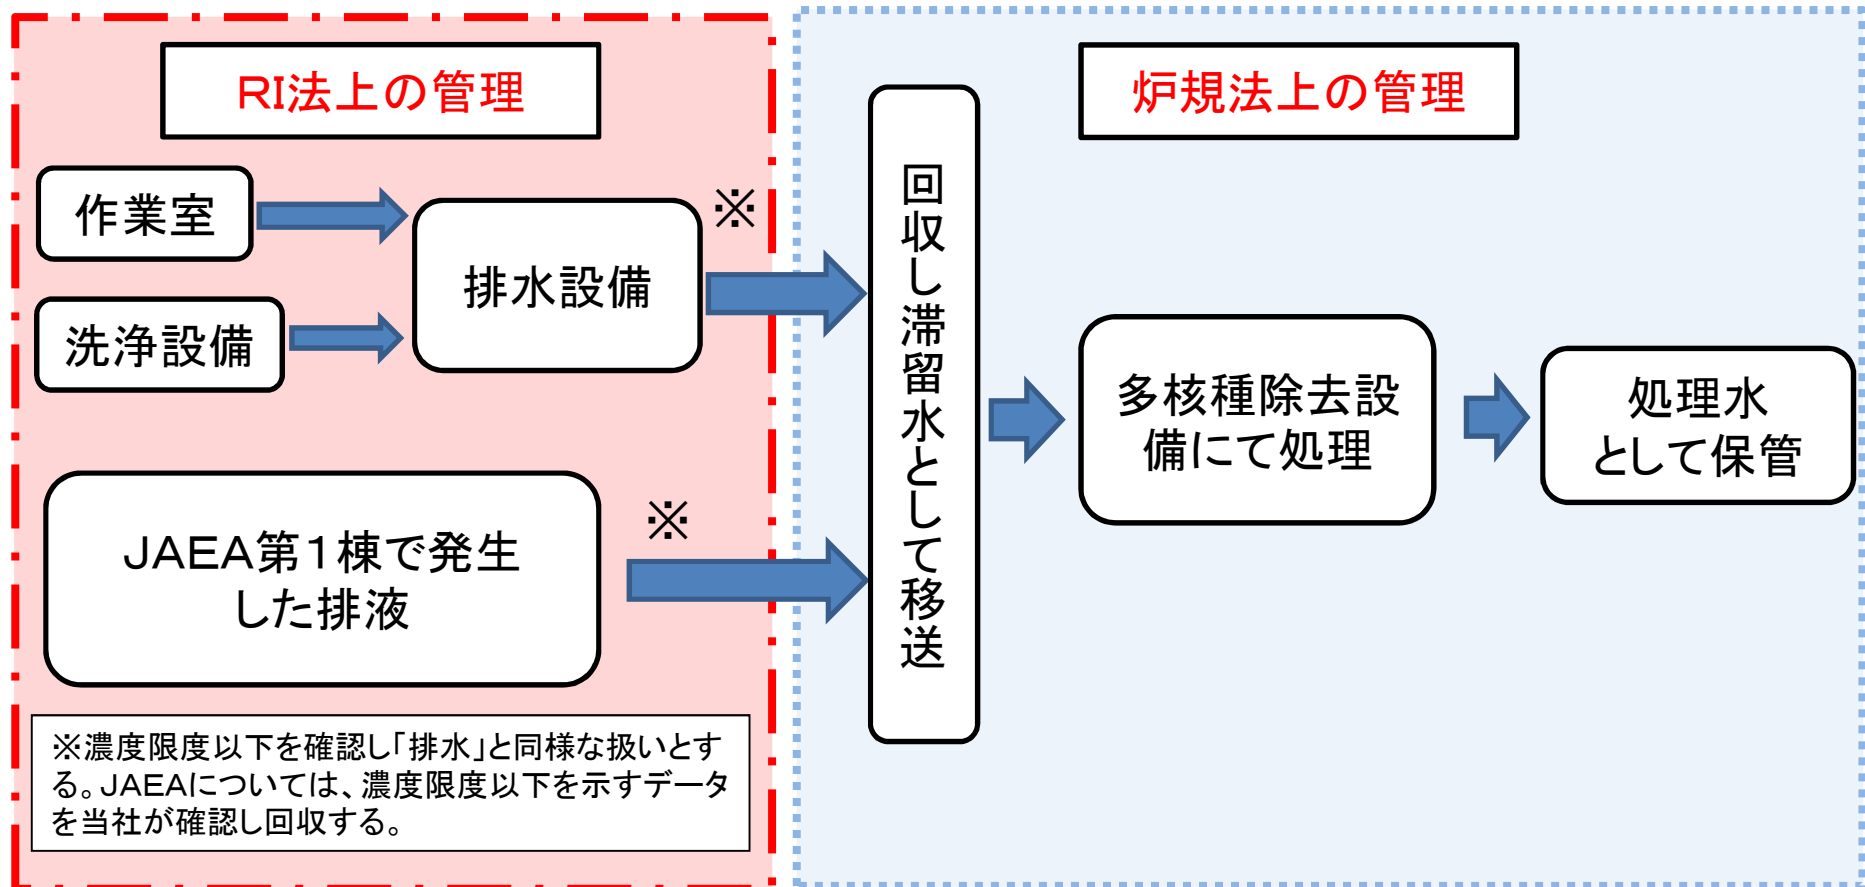 RI法上の管理
炉規法上の管理
作業室
洗浄設備
排水設備
※
JAEA第1棟で発生
した排液
※
※濃度限度以下を確認し「排水」と同様な扱いとす
る。JAEAについては、濃度限度以下を示すデータ
を当社が確認し回収する。
回収し滞留水として移送
多核種除去設
備にて処理
処理水
として保管